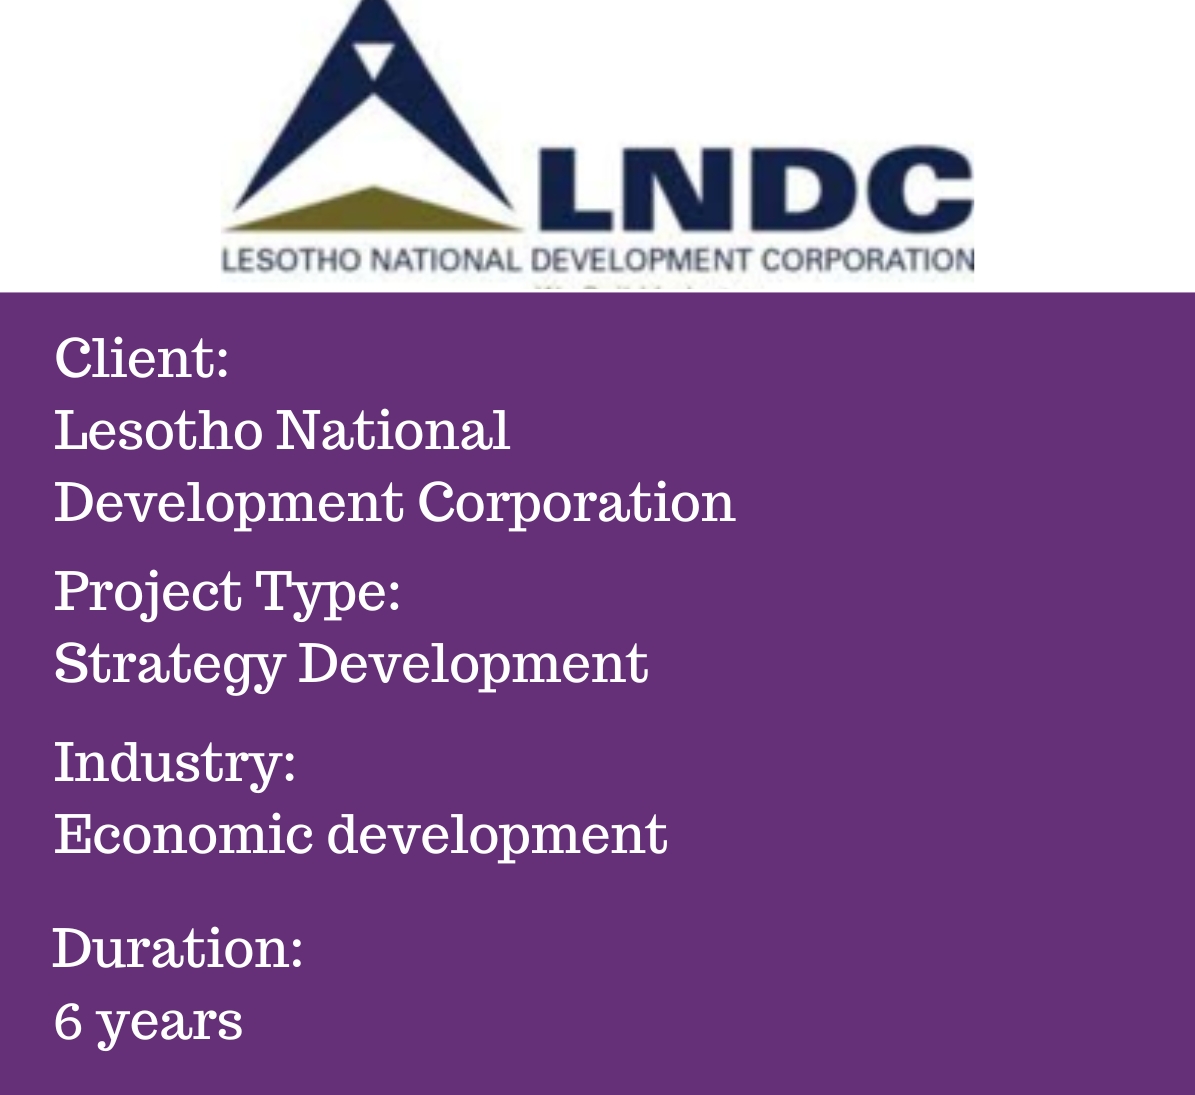 LNDC
LESOTHO NATIONAL DEVELOPMENT CORPORATION
Client:
Lesotho National
Development Corporation
Project Type:
Strategy Development
Industry:
Economic development
Duration:
6 years